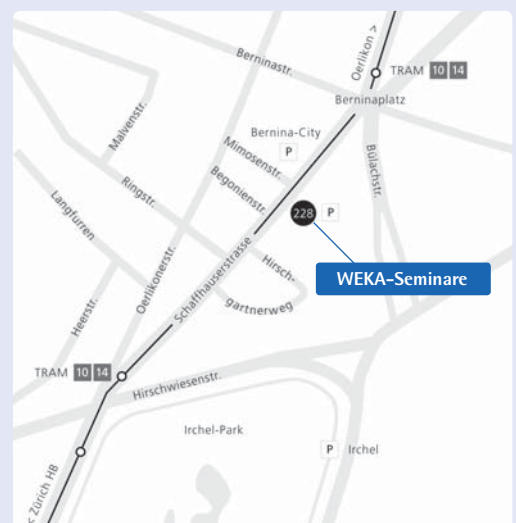 Oerlikon >
Berninastr.
TRAM 10 14
Berninaplatz
Malvenstr.
Bernina-City
P
Mimosenstr.
Bülachstr.
Ringstr.
Begonienstr.
Langfurren
228 P
Oerlikonerstr.
Schaffhauserstrasse
Hirsch-
gartnerweg
WEKA-Seminare
Heerstr.
TRAM 10 14
Hirschwiesenstr.
Irchel-Park
P Irchel
< Zürich HB